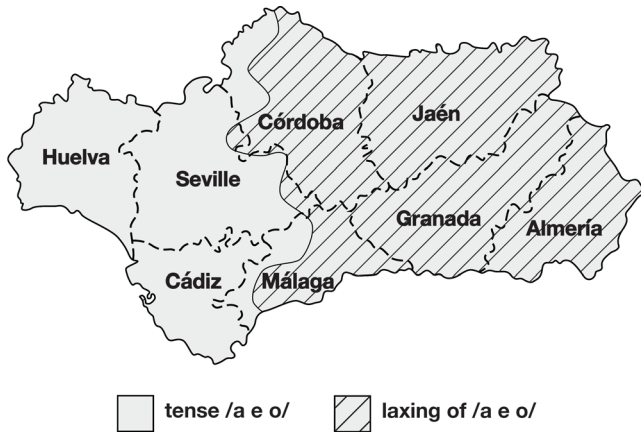 Córdoba
Jaén
Huelva
Seville
Granada
Almería
Cádiz
Málaga
tense /a e o/
laxing of /a e o/